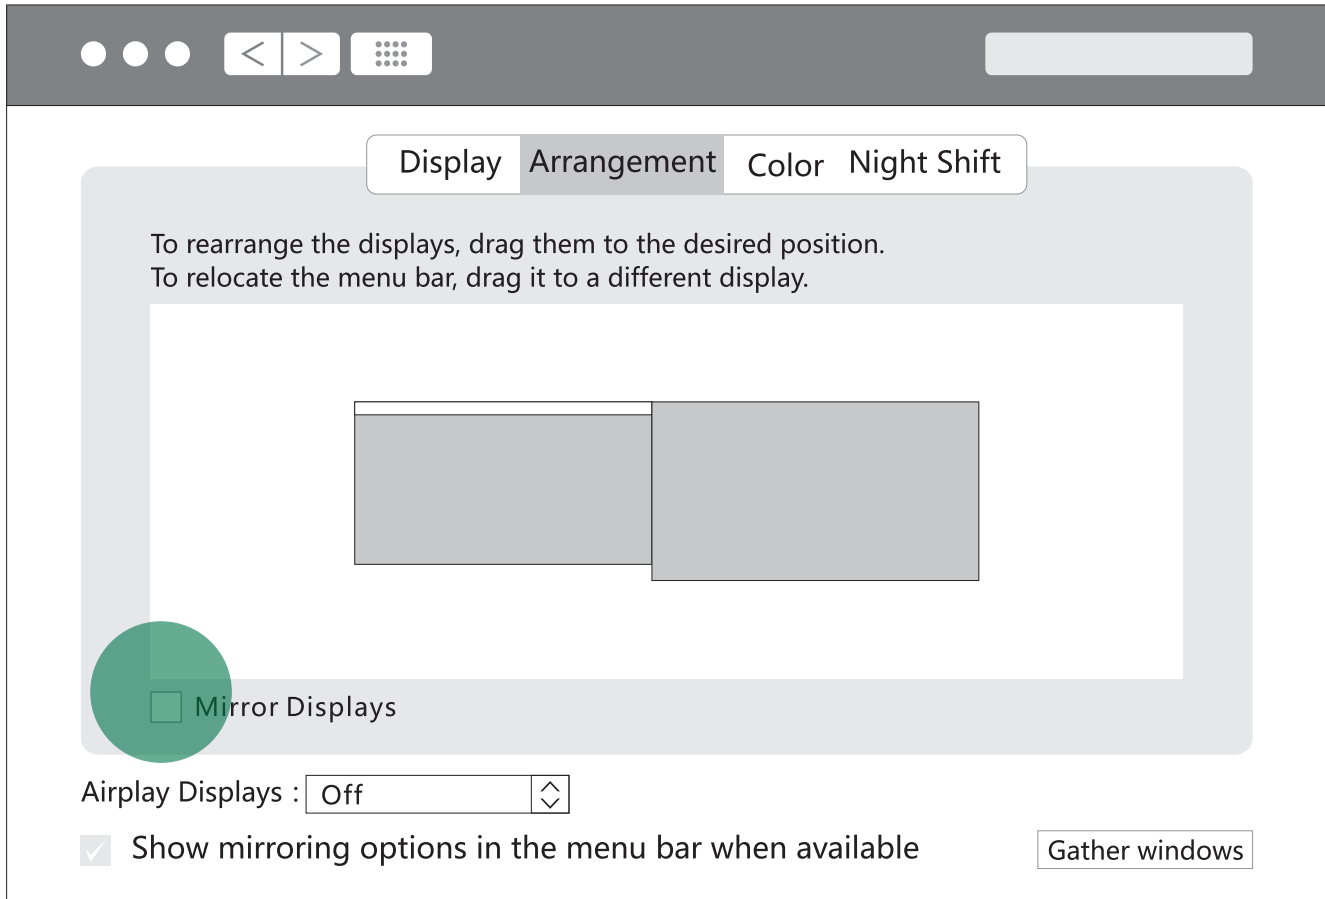 Display Arrangement Color Night Shift
To rearrange the displays, drag them to the desired position.
To relocate the menu bar, drag it to a different display.
Mirror Displays
Airplay Displays : Off
Show mirroring options in the menu bar when available
Gather windows